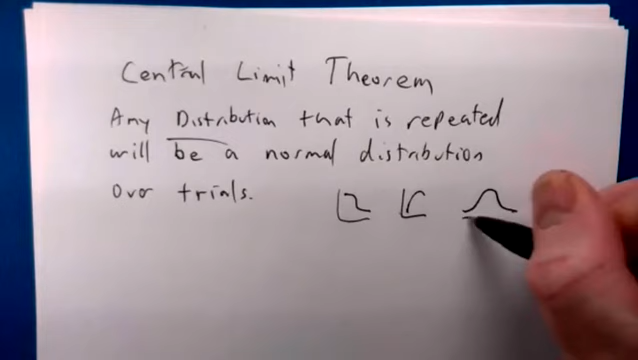 Central Limit Theorem
Any Distribution that is repeated
will be a normal distribution
Over trials.